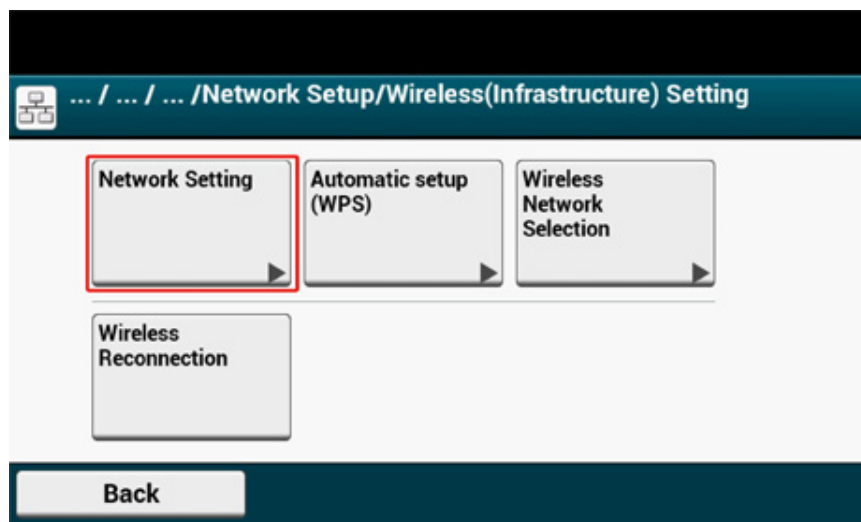 ... / ... / ... /Network Setup/Wireless(Infrastructure) Setting
Network Setting
Automatic setup
(WPS)
Wireless
Network
Selection
Wireless
Reconnection
Back